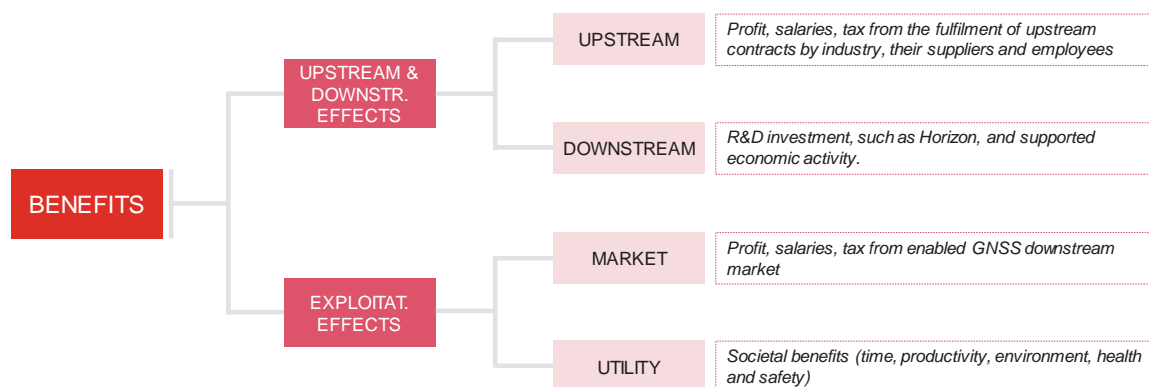 BENEFITS
UPSTREAM &
DOWNSTR.
EFFECTS
UPSTREAM
Profit, salaries, tax from the fulfilment of upstream
contracts by industry, their suppliers and employees
DOWNSTREAM
R&D investment, such as Horizon, and supported
economic activity.
EXPLOITAT.
EFFECTS
MARKET
Profit, salaries, tax from enabled GNSS downstream
market
UTILITY
Societal benefits (time, productivity, environment, health
and safety)